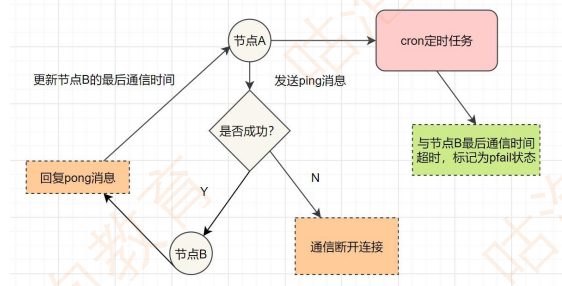 节点A
cron定时任务
更新节点B的最后通信时间
发送ping消息
是否成功?
与节点B最后通信时间
超时，标记为pfail状态
回复pong消息
Y
N
节点B
通信断开连接